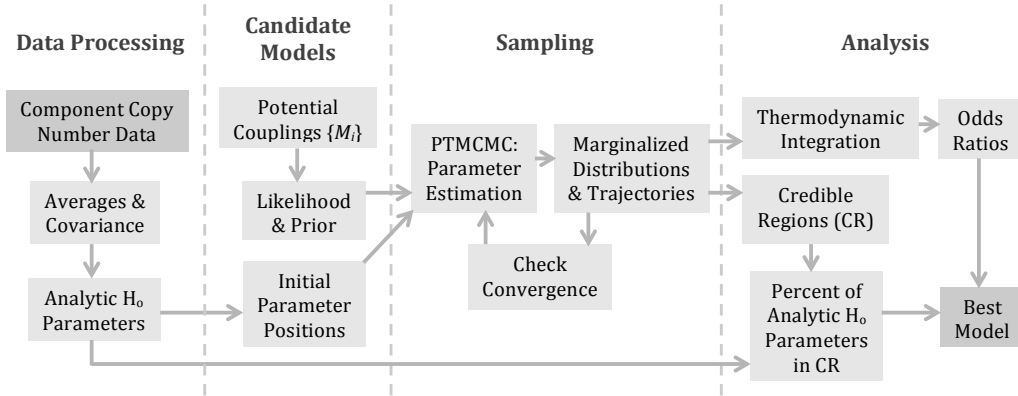 Data Processing
Candidate
Models
Sampling
Analysis
Component Copy
Number Data
Averages &
Covariance
Analytic H₀
Parameters
Potential
Couplings {Mᵢ}
Likelihood
& Prior
Initial
Parameter
Positions
PTMCMC:
Parameter
Estimation
Marginalized
Distributions
& Trajectories
Check
Convergence
Thermodynamic
Integration
Odds
Ratios
Credible
Regions (CR)
Percent of
Analytic H₀
Parameters
in CR
Best
Model